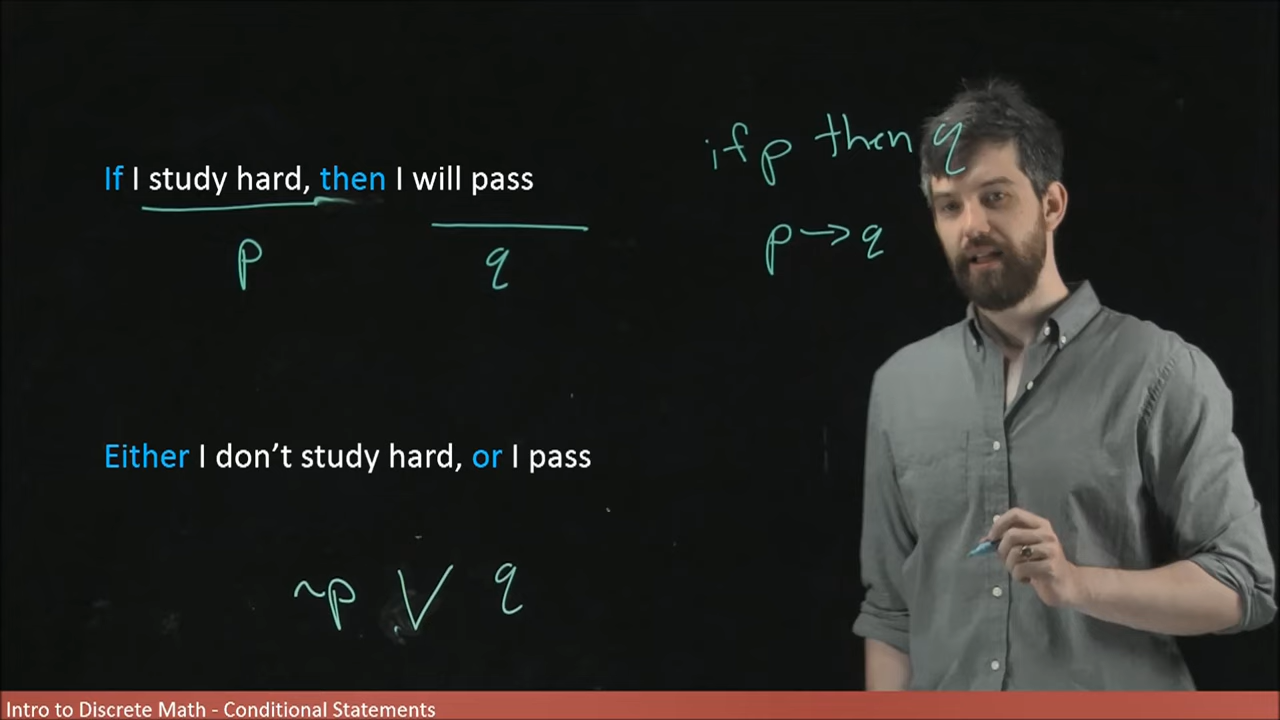 if p then q
If I study hard, then I will pass
p → q
p q
Either I don't study hard, or I pass
~p ∨ q
Intro to Discrete Math - Conditional Statements